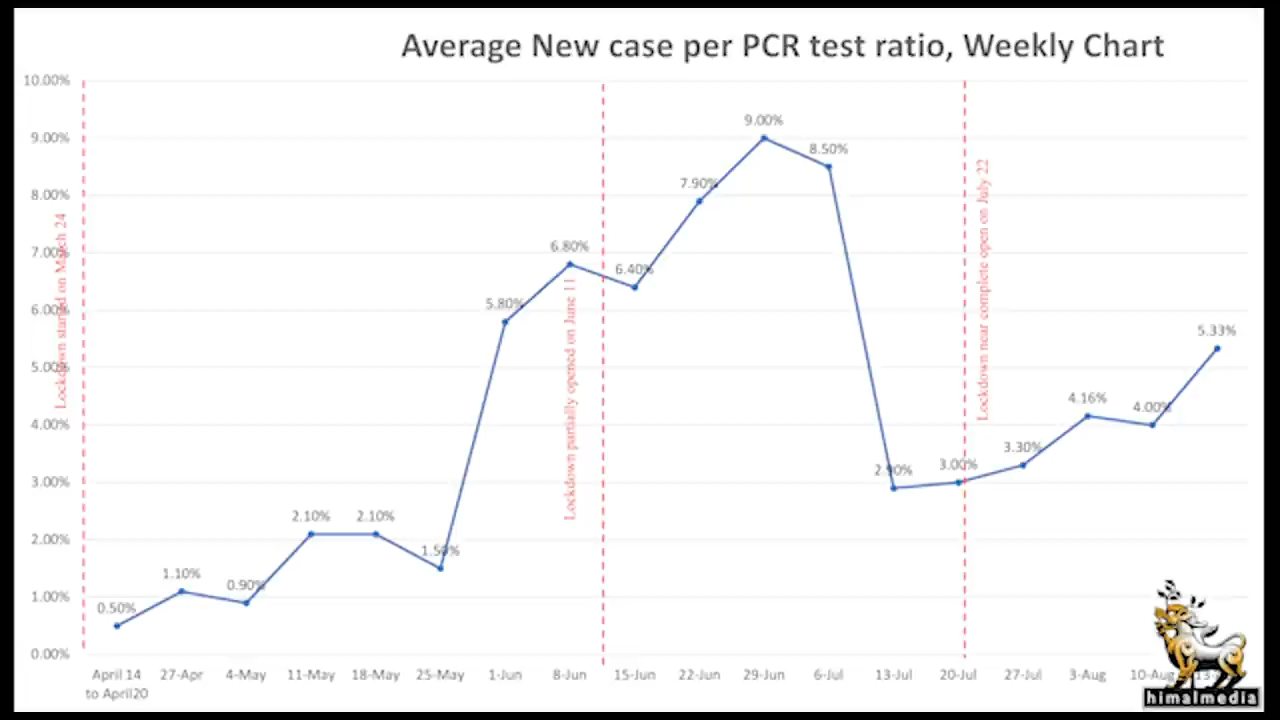 Average New case per PCR test ratio, Weekly Chart
10.00%
9.00%
8.00%
7.00%
6.00%
5.00%
4.00%
3.00%
2.00%
1.00%
0.00%
Lockdown started on March 24
Lockdown partially opened on June 11
Lockdown near complete open on July 22
0.50%
1.10%
0.90%
2.10%
2.10%
1.50%
5.80%
6.80%
6.40%
7.90%
9.00%
8.50%
2.90%
3.00%
3.30%
4.16%
4.00%
5.33%
April 14
to April20
27-Apr
4-May
11-May
18-May
25-May
1-Jun
8-Jun
15-Jun
22-Jun
29-Jun
6-Jul
13-Jul
20-Jul
27-Jul
3-Aug
10-Aug
himalmedia